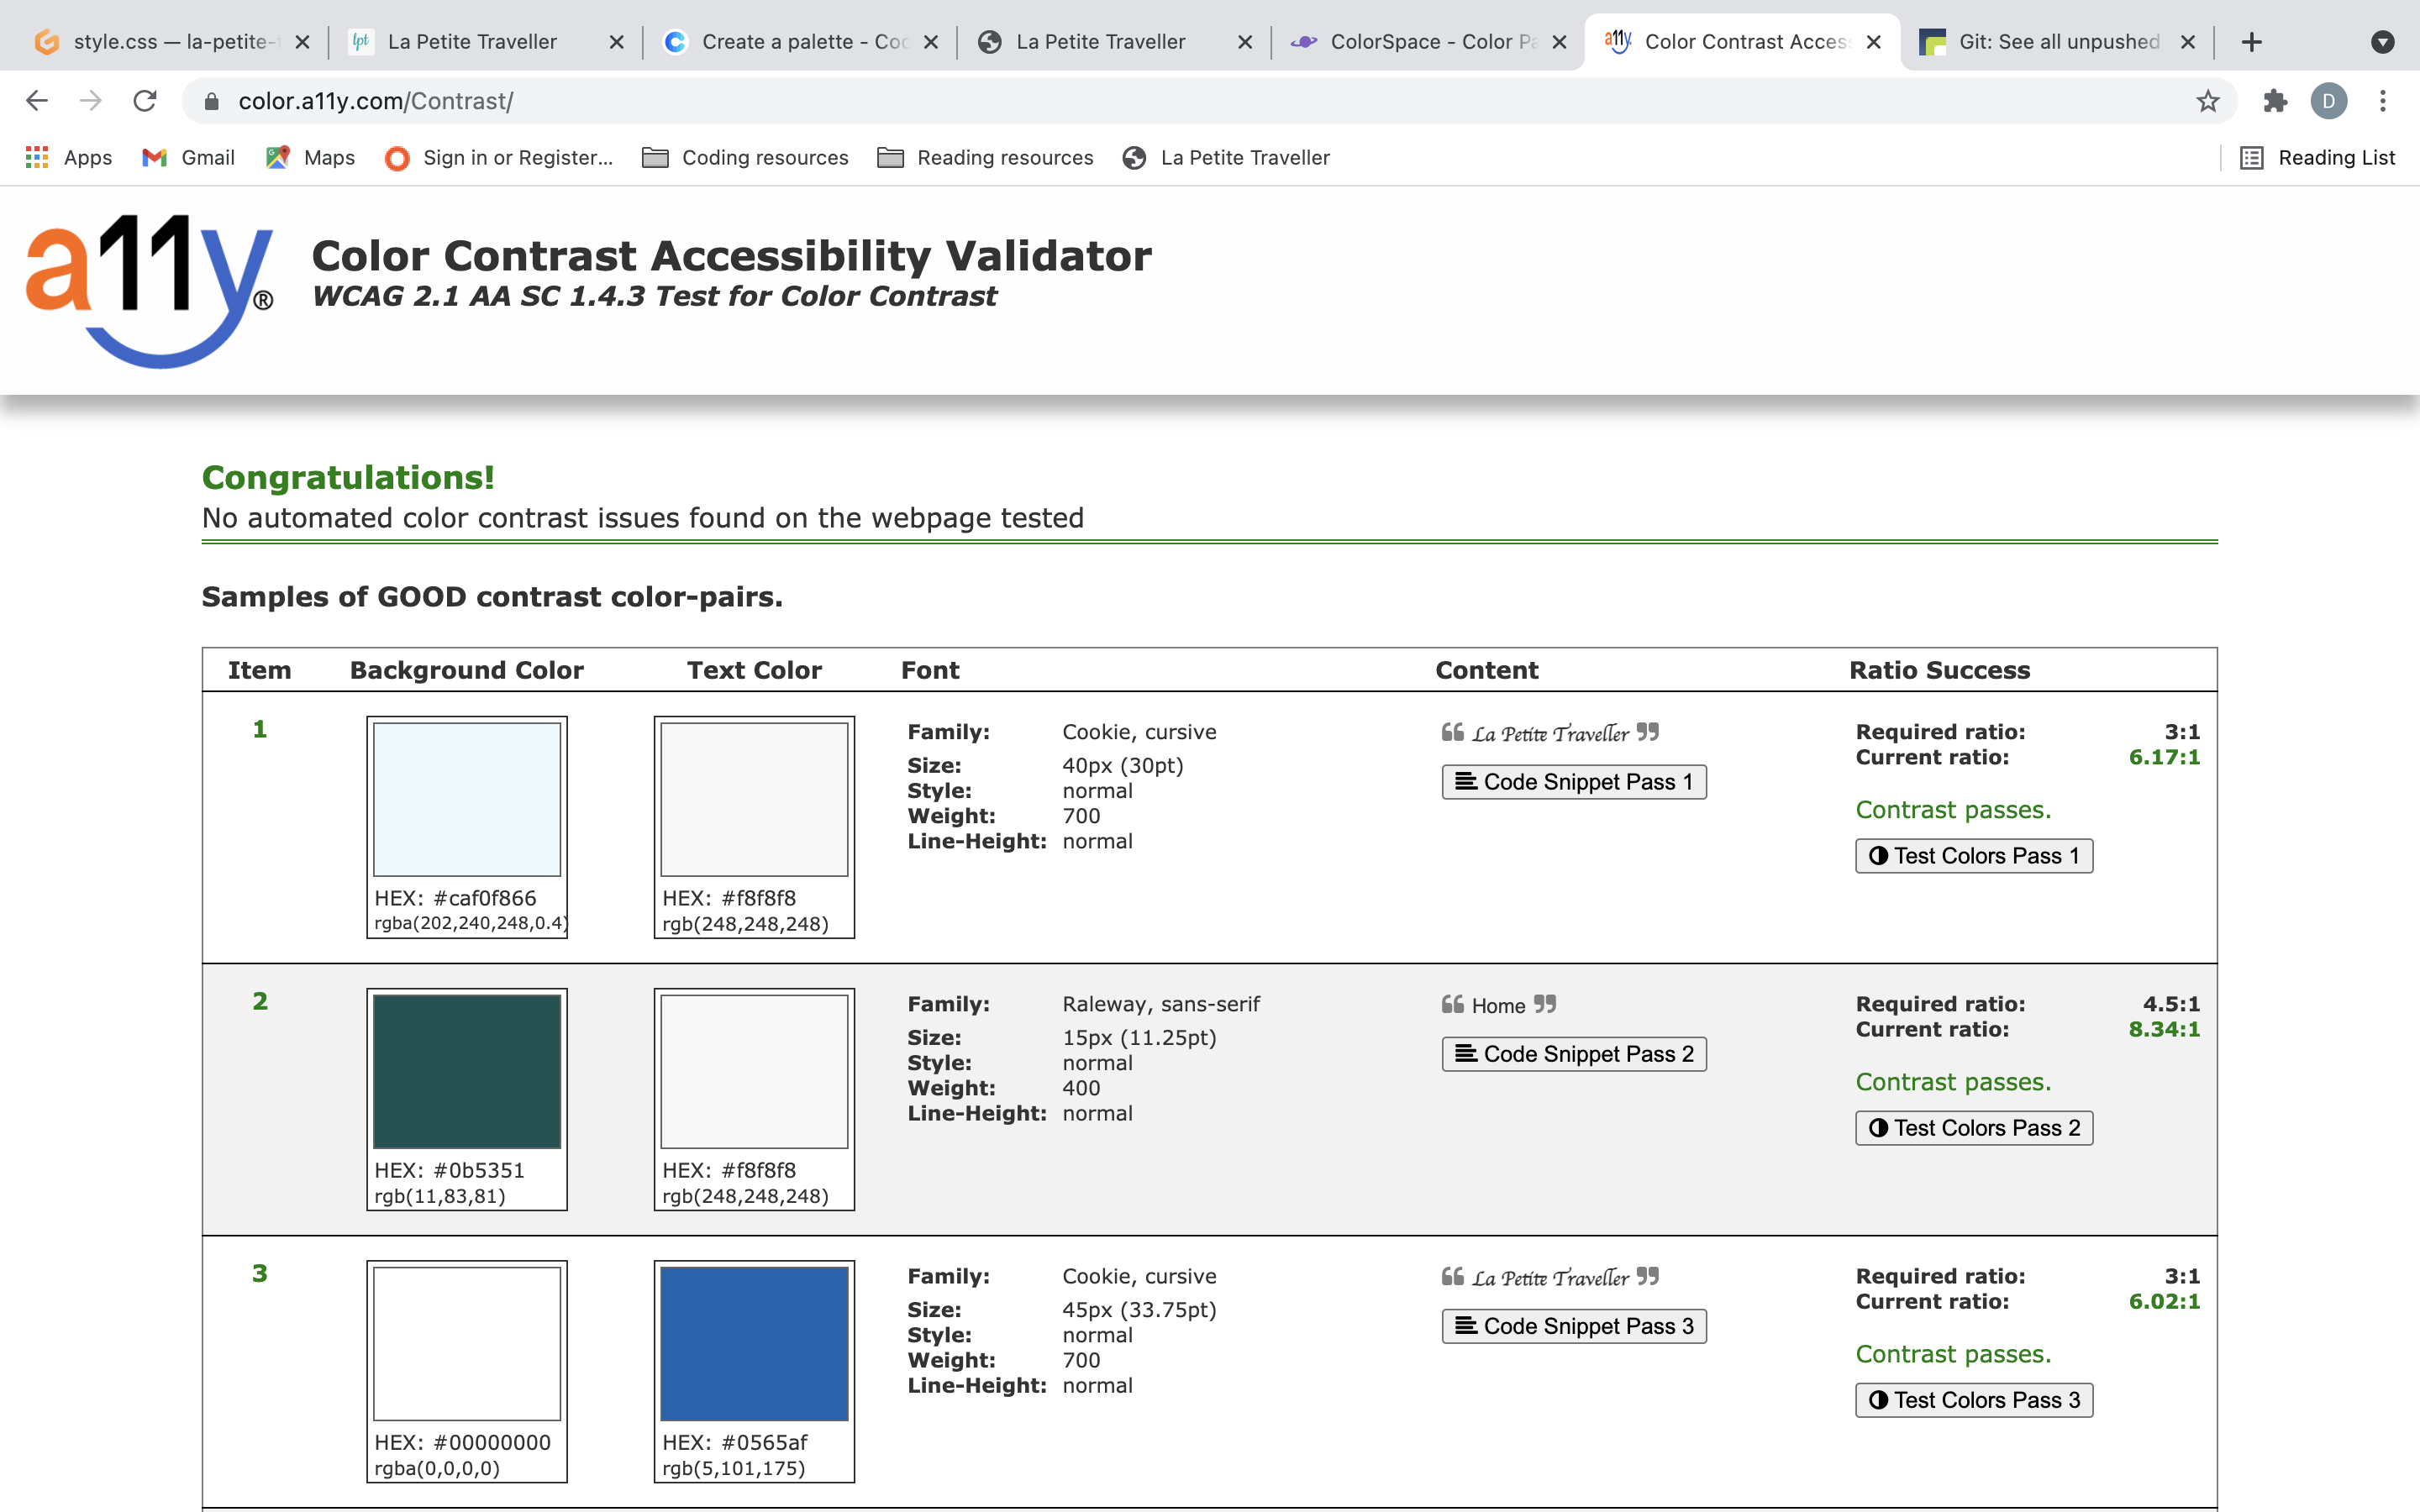 style.css — la-petite-
La Petite Traveller
Create a palette - Coo
La Petite Traveller
ColorSpace - Color Pa
Color Contrast Access
Git: See all unpushed
color.a11y.com/Contrast/
D
Apps
Gmail
Maps
Sign in or Register...
Coding resources
Reading resources
La Petite Traveller
Reading List
a11y®
Color Contrast Accessibility Validator
WCAG 2.1 AA SC 1.4.3 Test for Color Contrast
Congratulations!
No automated color contrast issues found on the webpage tested
Samples of GOOD contrast color-pairs.
Item Background Color Text Color Font Content Ratio Success
1
HEX: #caf0f866
rgba(202,240,248,0.4)
HEX: #f8f8f8
rgb(248,248,248)
Family: Cookie, cursive
Size: 40px (30pt)
Style: normal
Weight: 700
Line-Height: normal
❝ La Petite Traveller ❞
Code Snippet Pass 1
Required ratio: 3:1
Current ratio: 6.17:1
Contrast passes.
Test Colors Pass 1
2
HEX: #0b5351
rgb(11,83,81)
HEX: #f8f8f8
rgb(248,248,248)
Family: Raleway, sans-serif
Size: 15px (11.25pt)
Style: normal
Weight: 400
Line-Height: normal
❝ Home ❞
Code Snippet Pass 2
Required ratio: 4.5:1
Current ratio: 8.34:1
Contrast passes.
Test Colors Pass 2
3
HEX: #00000000
rgba(0,0,0,0)
HEX: #0565af
rgb(5,101,175)
Family: Cookie, cursive
Size: 45px (33.75pt)
Style: normal
Weight: 700
Line-Height: normal
❝ La Petite Traveller ❞
Code Snippet Pass 3
Required ratio: 3:1
Current ratio: 6.02:1
Contrast passes.
Test Colors Pass 3